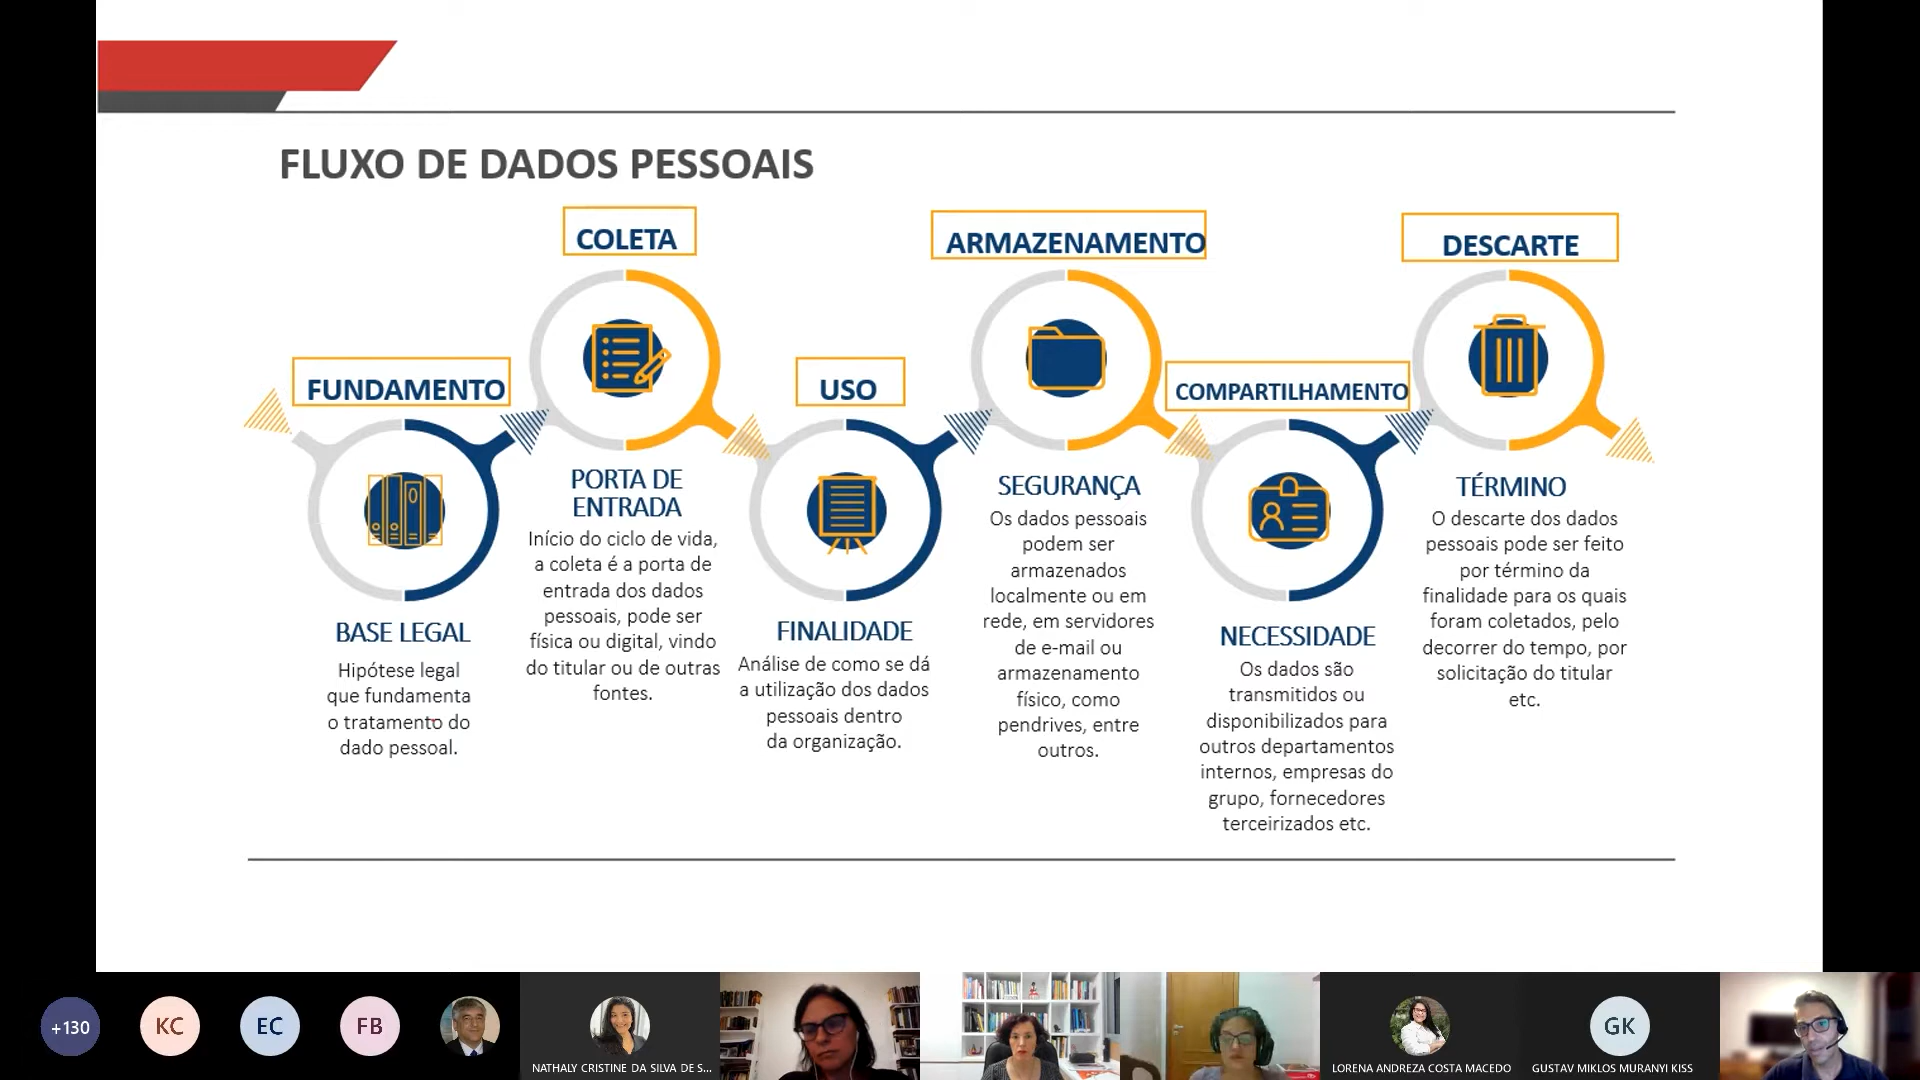 FLUXO DE DADOS PESSOAIS
FUNDAMENTO
BASE LEGAL
Hipótese legal
que fundamenta
o tratamento do
dado pessoal.
COLETA
PORTA DE
ENTRADA
Início do ciclo de vida,
a coleta é a porta de
entrada dos dados
pessoais, pode ser
física ou digital, vindo
do titular ou de outras
fontes.
USO
FINALIDADE
Análise de como se dá
a utilização dos dados
pessoais dentro
da organização.
ARMAZENAMENTO
SEGURANÇA
Os dados pessoais
podem ser
armazenados
localmente ou em
rede, em servidores
de e-mail ou
armazenamento
físico, como
pendrives, entre
outros.
COMPARTILHAMENTO
NECESSIDADE
Os dados são
transmitidos ou
disponibilizados para
outros departamentos
internos, empresas do
grupo, fornecedores
terceirizados etc.
DESCARTE
TÉRMINO
O descarte dos dados
pessoais pode ser feito
por término da
finalidade para os quais
foram coletados, pelo
decorrer do tempo, por
solicitação do titular
etc.
+130
KC
EC
FB
NATHALY CRISTINE DA SILVA DE S...
LORENA ANDREZA COSTA MACEDO
GK
GUSTAV MIKLOS MURANYI KISS